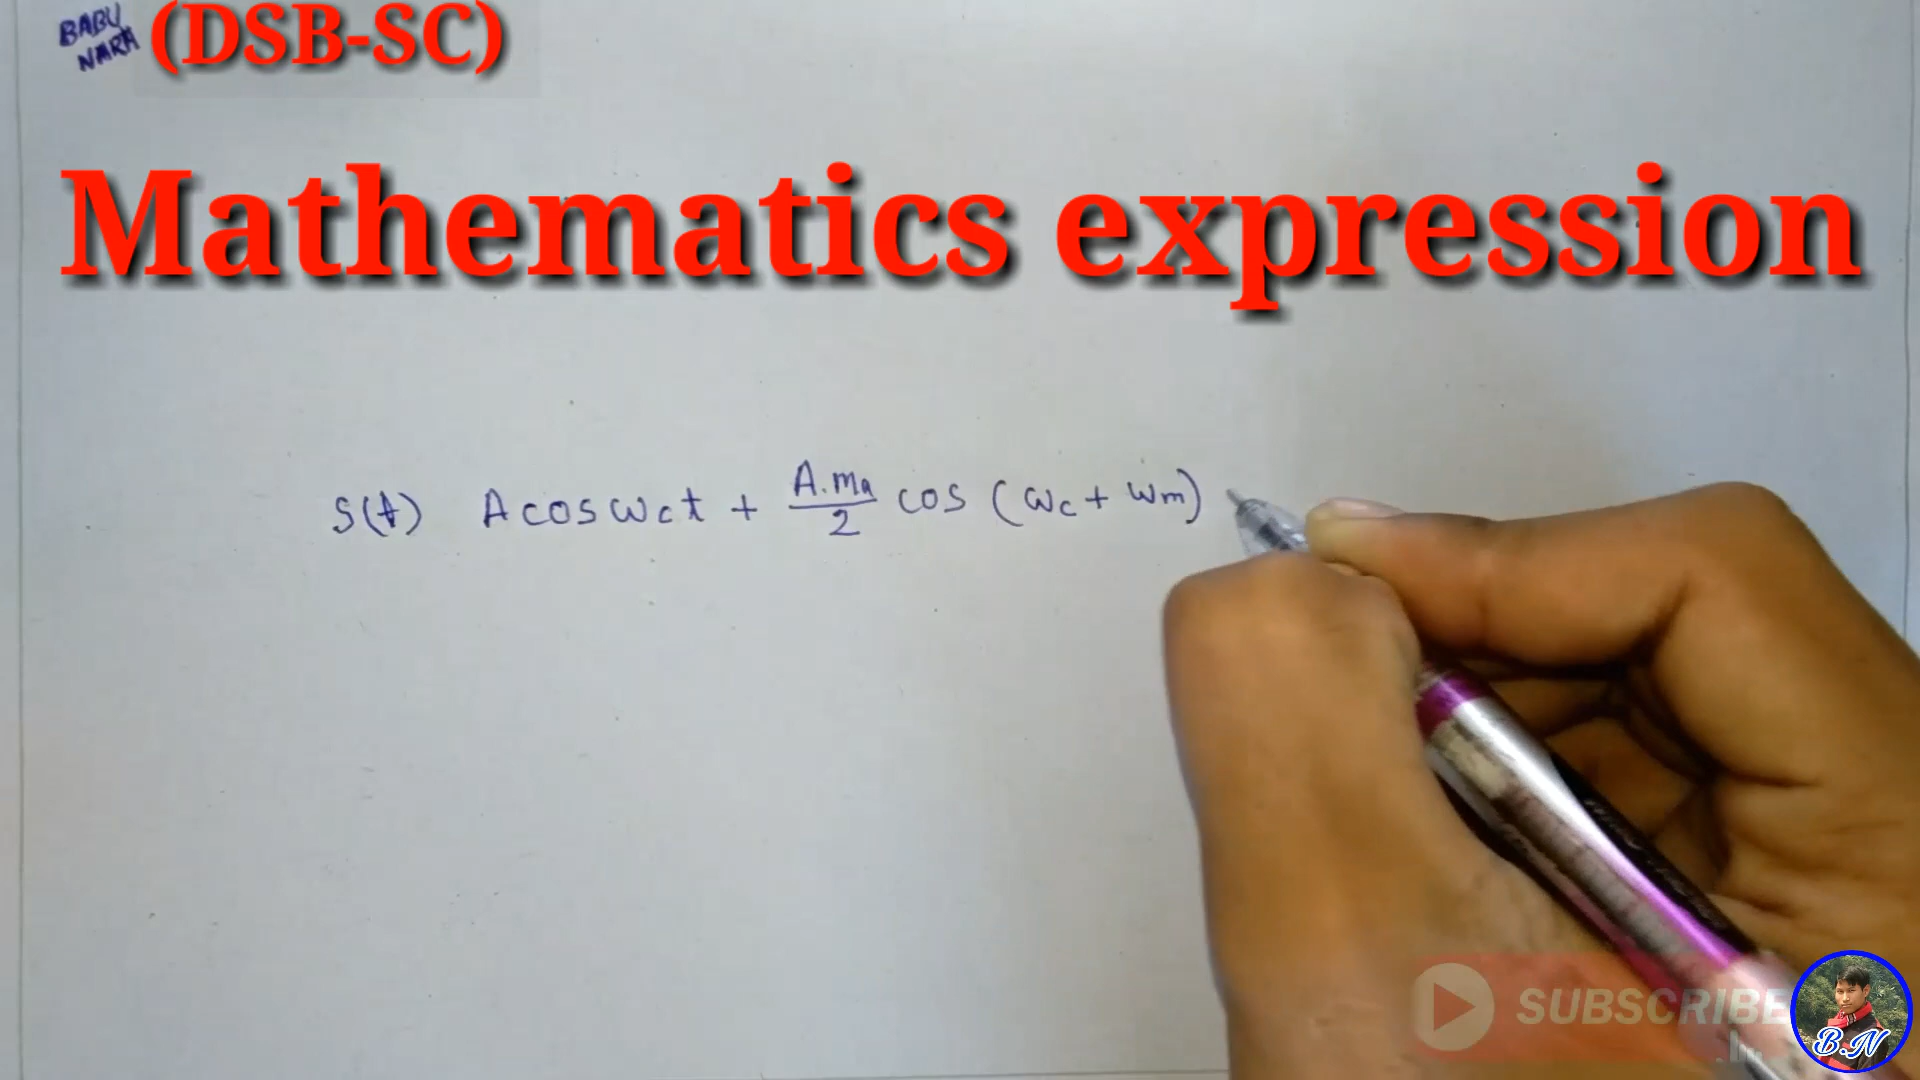 BABU
NARA
(DSB-SC)
Mathematics expression
S(t) A cos ωct + A.ma/2 cos (ωc + ωm)
SUBSCRIBE
B.N